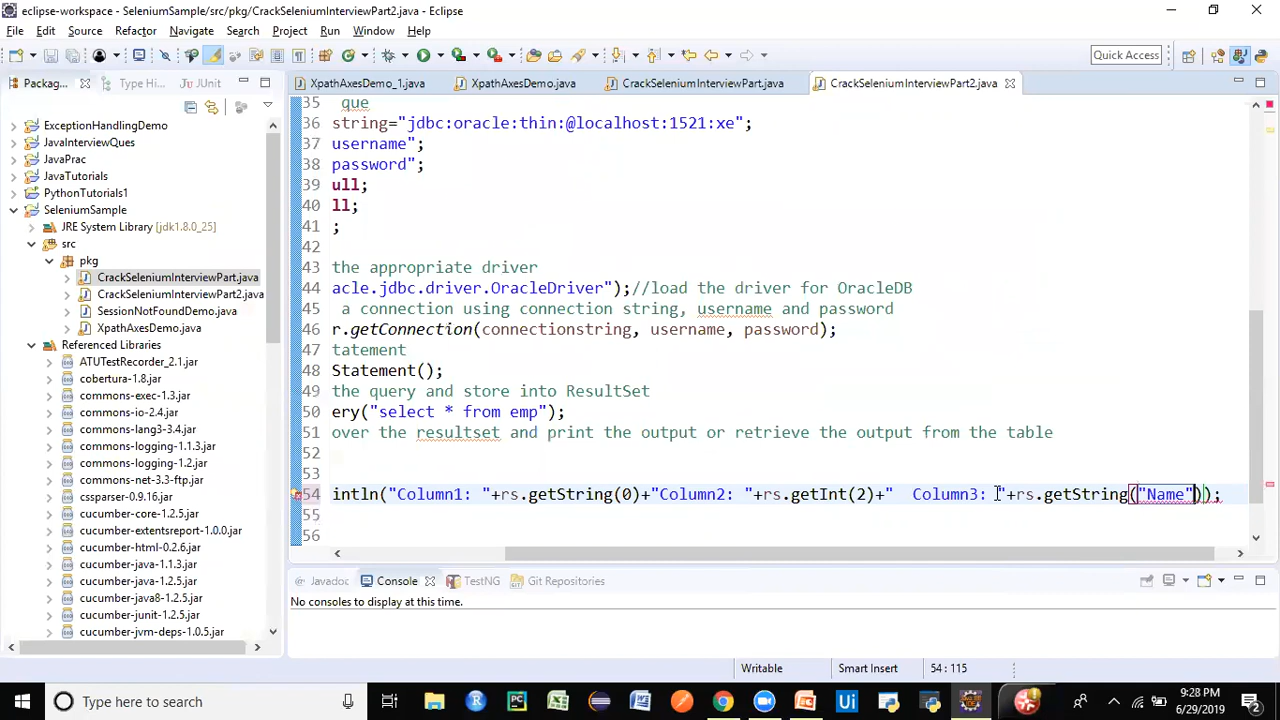 eclipse-workspace - SeleniumSample/src/pkg/CrackSeleniumInterviewPart2.java - Eclipse
File Edit Source Refactor Navigate Search Project Run Window Help
Quick Access
Packag... Type Hi... JUnit
XpathAxesDemo_1.java XpathAxesDemo.java CrackSeleniumInterviewPart.java CrackSeleniumInterviewPart2.java
ExceptionHandlingDemo
JavaInterviewQues
JavaPrac
JavaTutorials
PythonTutorials1
SeleniumSample
JRE System Library [jdk1.8.0_25]
src
pkg
CrackSeleniumInterviewPart.java
CrackSeleniumInterviewPart2.java
SessionNotFoundDemo.java
XpathAxesDemo.java
Referenced Libraries
ATUTestRecorder_2.1.jar
cobertura-1.8.jar
commons-exec-1.3.jar
commons-io-2.4.jar
commons-lang3-3.4.jar
commons-logging-1.1.3.jar
commons-logging-1.2.jar
commons-net-3.3-ftp.jar
cssparser-0.9.16.jar
cucumber-extentsreport-1.0.0.jar
cucumber-html-0.2.6.jar
cucumber-java-1.1.3.jar
cucumber-java-1.2.5.jar
cucumber-java8-1.2.5.jar
cucumber-junit-1.2.5.jar
cucumber-jvm-deps-1.0.5.jar
35 que
36 string="jdbc:oracle:thin:@localhost:1521:xe";
37 username";
38 password";
39 ull;
40 ll;
41 ;
42
43 the appropriate driver
44 acle.jdbc.driver.OracleDriver");//load the driver for OracleDB
45 a connection using connection string, username and password
46 r.getConnection(connectionstring, username, password);
47 tatement
48 Statement();
49 the query and store into ResultSet
50 ery("select * from emp");
51 over the resultset and print the output or retrieve the output from the table
52
53
54 intln("Column1: "+rs.getString(0)+"Column2: "+rs.getInt(2)+"  Column3: "+rs.getString("Name"));
55
56
Javadoc Console TestNG Git Repositories
No consoles to display at this time.
Writable Smart Insert 54 : 115
Type here to search
9:28 PM
6/29/2019
2